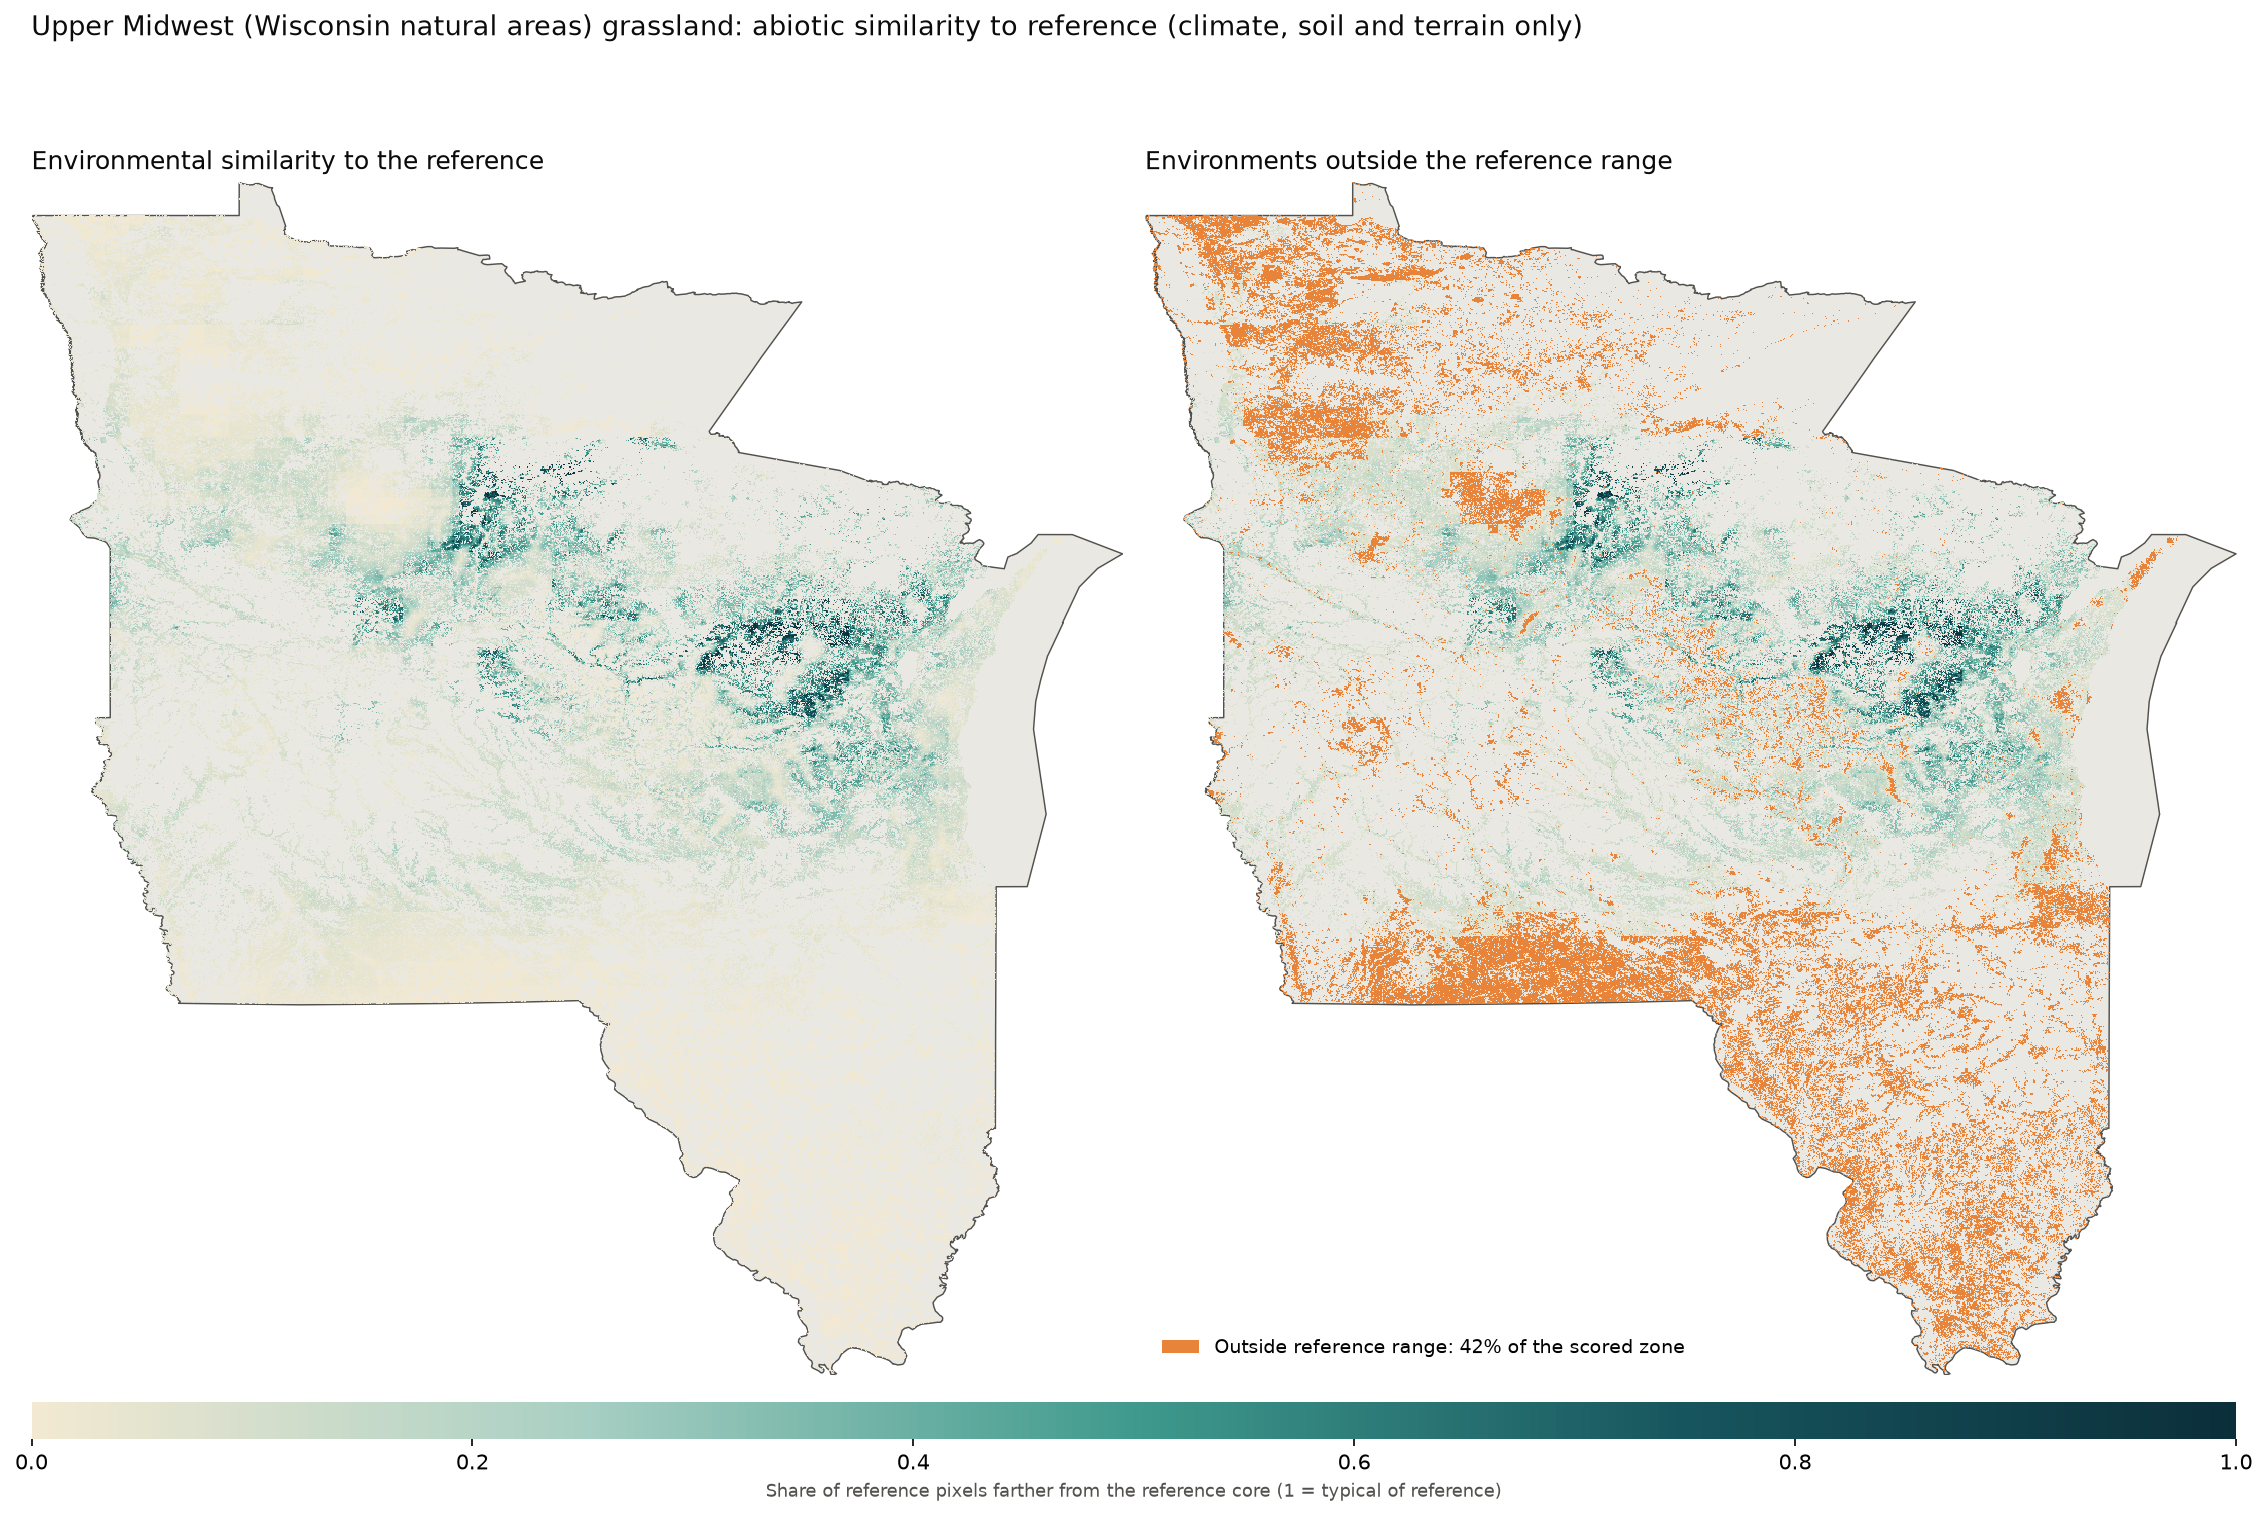 Upper Midwest (Wisconsin natural areas) grassland: abiotic similarity to reference (climate, soil and terrain only)
Environmental similarity to the reference
Environments outside the reference range
Outside reference range: 42% of the scored zone
0.0 0.2 0.4 0.6 0.8 1.0
Share of reference pixels farther from the reference core (1 = typical of reference)